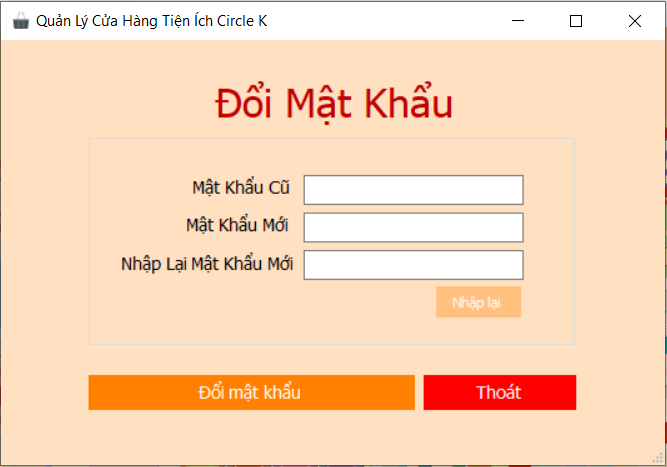 Quản Lý Cửa Hàng Tiện Ích Circle K
Đổi Mật Khẩu
Mật Khẩu Cũ
Mật Khẩu Mới
Nhập Lại Mật Khẩu Mới
Nhập lại
Đổi mật khẩu
Thoát